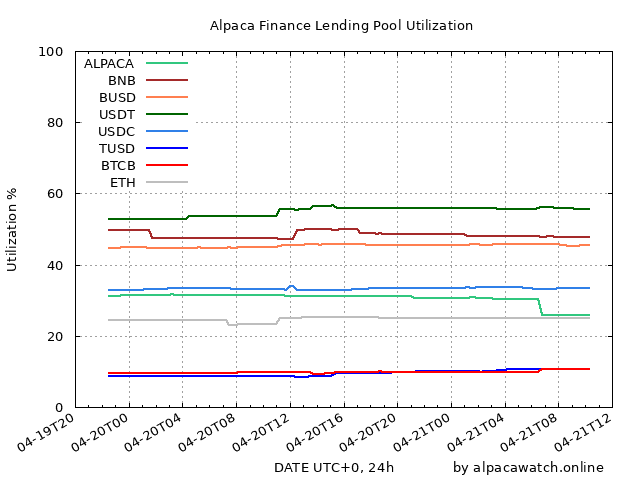 Alpaca Finance Lending Pool Utilization
100
80
60
40
20
0
Utilization %
ALPACA
BNB
BUSD
USDT
USDC
TUSD
BTCB
ETH
04-19T20
04-20T00
04-20T04
04-20T08
04-20T12
04-20T16
04-20T20
04-21T00
04-21T04
04-21T08
04-21T12
DATE UTC+0, 24h
by alpacawatch.online